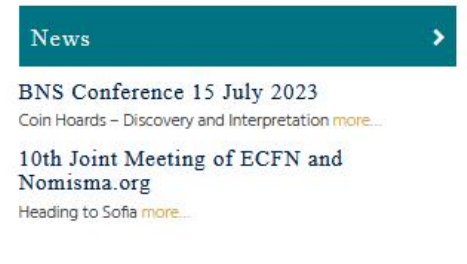 News
BNS Conference 15 July 2023
Coin Hoards – Discovery and Interpretation more...
10th Joint Meeting of ECFN and
Nomisma.org
Heading to Sofia more...